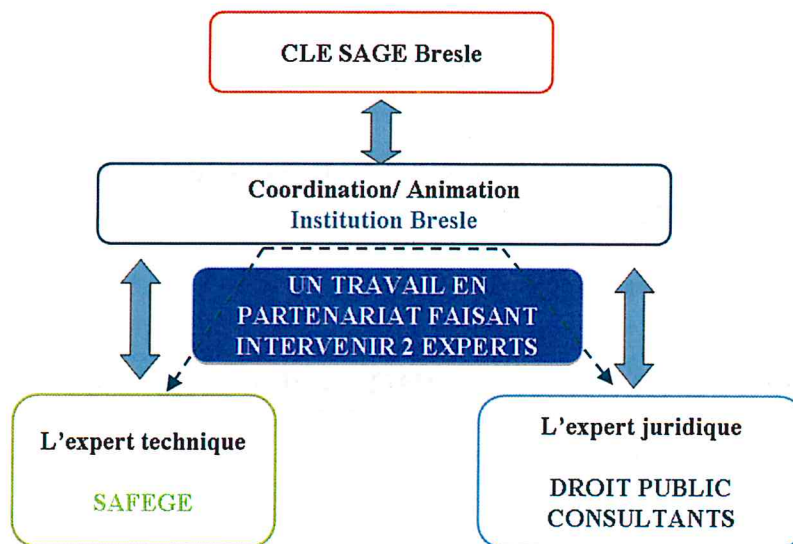 CLE SAGE Bresle
Coordination/ Animation
Institution Bresle
UN TRAVAIL EN
PARTENARIAT FAISANT
INTERVENIR 2 EXPERTS
L'expert technique
SAFEGE
L'expert juridique
DROIT PUBLIC
CONSULTANTS